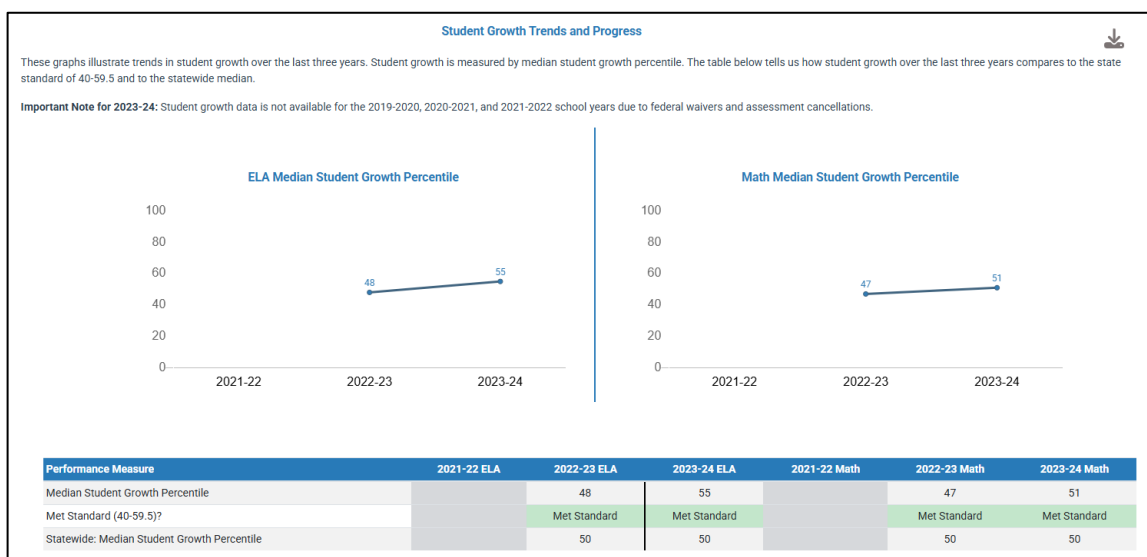 Student Growth Trends and Progress
These graphs illustrate trends in student growth over the last three years. Student growth is measured by median student growth percentile. The table below tells us how student growth over the last three years compares to the state
standard of 40-59.5 and to the statewide median.
Important Note for 2023-24: Student growth data is not available for the 2019-2020, 2020-2021, and 2021-2022 school years due to federal waivers and assessment cancellations.
ELA Median Student Growth Percentile
100
80
60
40
20
0
48
55
2021-22 2022-23 2023-24
Math Median Student Growth Percentile
100
80
60
40
20
0
47
51
2021-22 2022-23 2023-24
Performance Measure 2021-22 ELA 2022-23 ELA 2023-24 ELA 2021-22 Math 2022-23 Math 2023-24 Math
Median Student Growth Percentile 48 55 47 51
Met Standard (40-59.5)? Met Standard Met Standard Met Standard Met Standard
Statewide: Median Student Growth Percentile 50 50 50 50